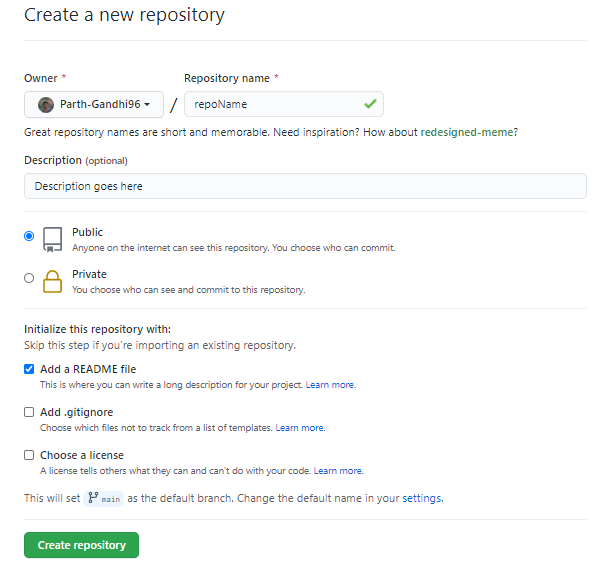 Create a new repository
Owner *
Repository name *
Parth-Gandhi96
/
repoName
Great repository names are short and memorable. Need inspiration? How about redesigned-meme?
Description (optional)
Description goes here
Public
Anyone on the internet can see this repository. You choose who can commit.
Private
You choose who can see and commit to this repository.
Initialize this repository with:
Skip this step if you're importing an existing repository.
Add a README file
This is where you can write a long description for your project. Learn more.
Add .gitignore
Choose which files not to track from a list of templates. Learn more.
Choose a license
A license tells others what they can and can't do with your code. Learn more.
This will set main as the default branch. Change the default name in your settings.
Create repository